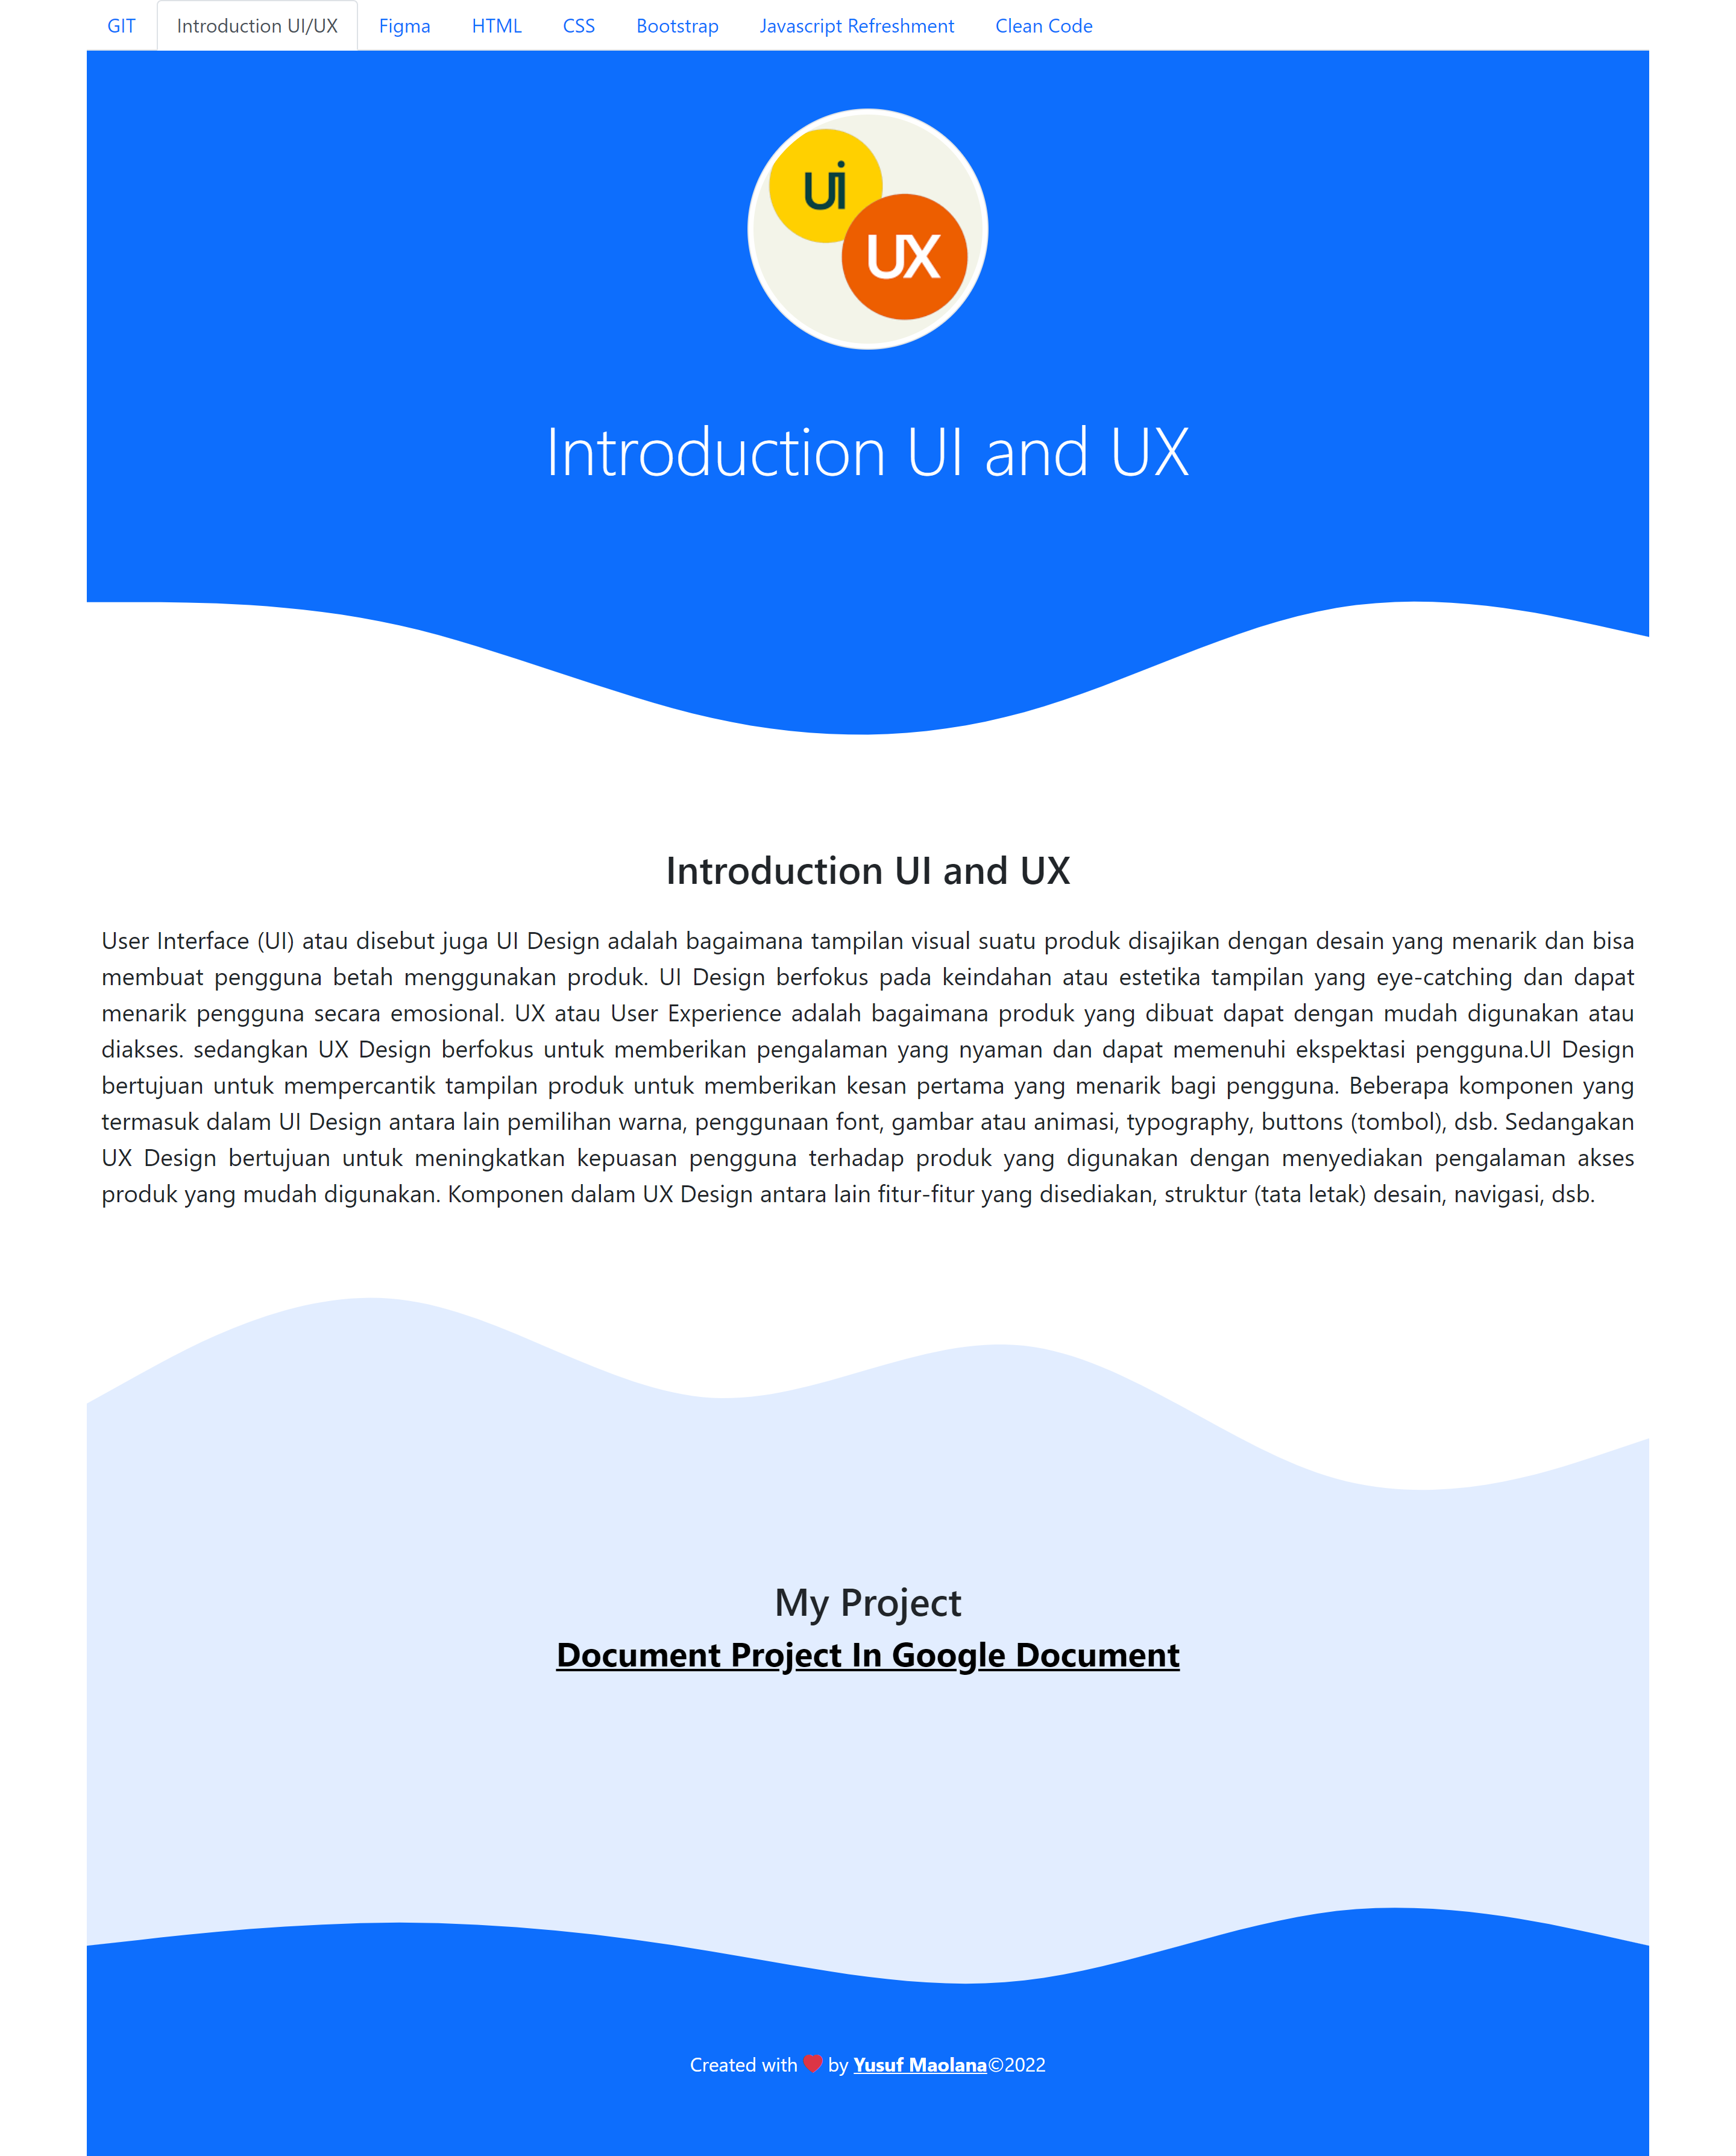 GIT Introduction UI/UX Figma HTML CSS Bootstrap Javascript Refreshment Clean Code
Ui
UX
Introduction UI and UX
Introduction UI and UX
User Interface (UI) atau disebut juga UI Design adalah bagaimana tampilan visual suatu produk disajikan dengan desain yang menarik dan bisa
membuat pengguna betah menggunakan produk. UI Design berfokus pada keindahan atau estetika tampilan yang eye-catching dan dapat
menarik pengguna secara emosional. UX atau User Experience adalah bagaimana produk yang dibuat dapat dengan mudah digunakan atau
diakses. sedangkan UX Design berfokus untuk memberikan pengalaman yang nyaman dan dapat memenuhi ekspektasi pengguna.UI Design
bertujuan untuk mempercantik tampilan produk untuk memberikan kesan pertama yang menarik bagi pengguna. Beberapa komponen yang
termasuk dalam UI Design antara lain pemilihan warna, penggunaan font, gambar atau animasi, typography, buttons (tombol), dsb. Sedangakan
UX Design bertujuan untuk meningkatkan kepuasan pengguna terhadap produk yang digunakan dengan menyediakan pengalaman akses
produk yang mudah digunakan. Komponen dalam UX Design antara lain fitur-fitur yang disediakan, struktur (tata letak) desain, navigasi, dsb.
My Project
Document Project In Google Document
Created with ❤ by Yusuf Maolana©2022